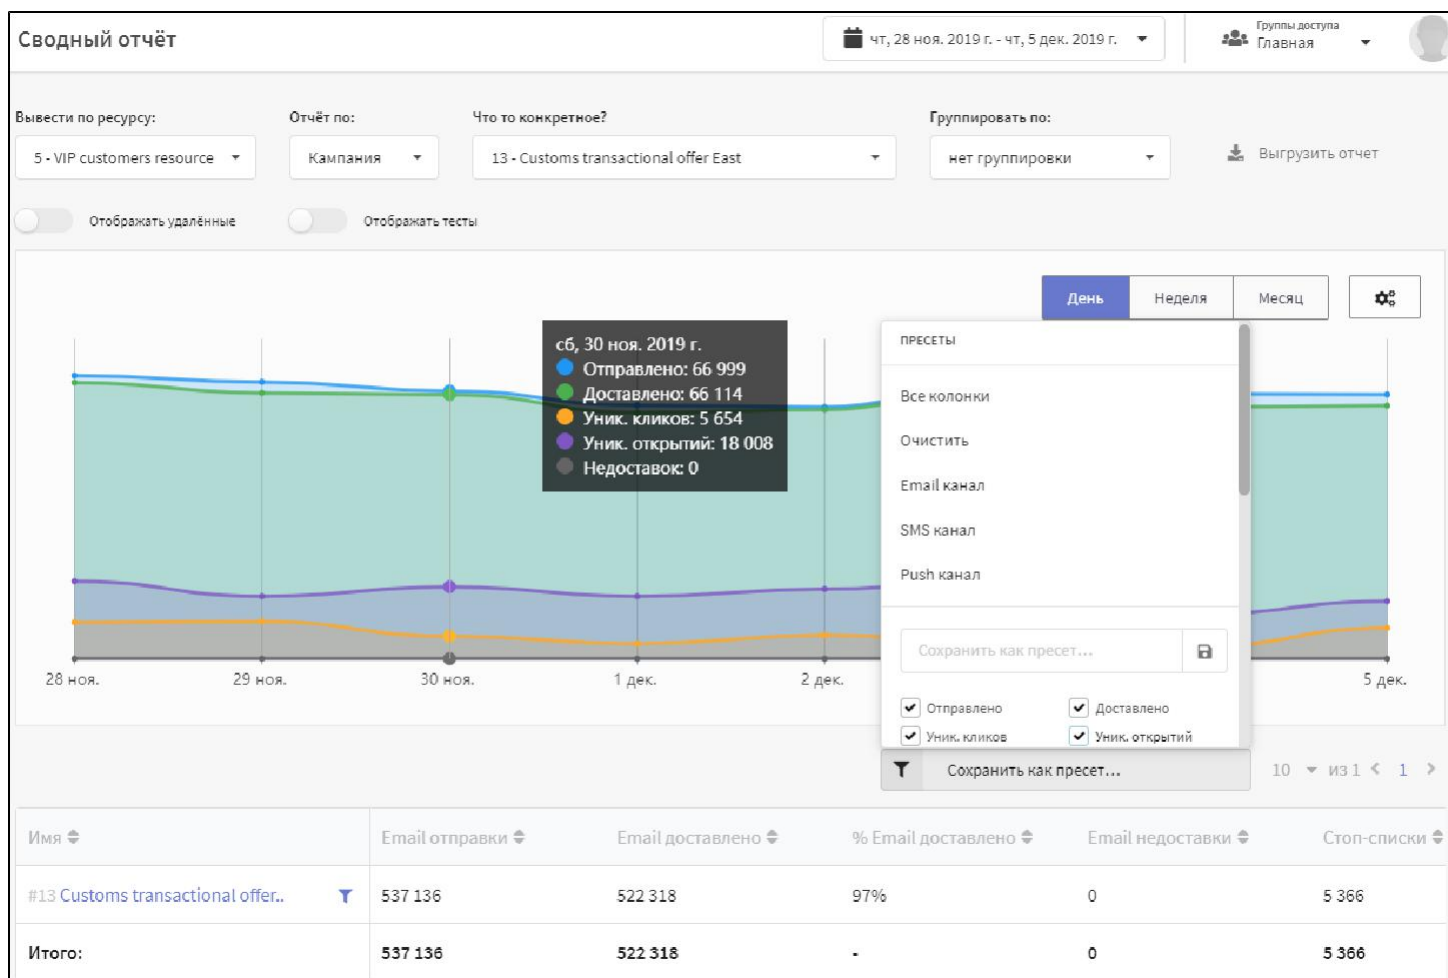 Сводный отчёт
чт, 28 ноя. 2019 г. - чт, 5 дек. 2019 г.
Группы доступа
Главная
Вывести по ресурсу:
Отчёт по:
Что то конкретное?
Группировать по:
5 - VIP customers resource
Кампания
13 - Customs transactional offer East
нет группировки
Выгрузить отчет
Отображать удалённые
Отображать тесты
День
Неделя
Месяц
сб, 30 ноя. 2019 г.
Отправлено: 66 999
Доставлено: 66 114
Уник. кликов: 5 654
Уник. открытий: 18 008
Недоставок: 0
ПРЕСЕТЫ
Все колонки
Очистить
Email канал
SMS канал
Push канал
Сохранить как пресет...
Отправлено
Доставлено
Уник. кликов
Уник. открытий
28 ноя.
29 ноя.
30 ноя.
1 дек.
2 дек.
5 дек.
Сохранить как пресет...
10 из 1 < 1 >
Имя Email отправки Email доставлено % Email доставлено Email недоставки Стоп-списки
#13 Customs transactional offer.. 537 136 522 318 97% 0 5 366
Итого: 537 136 522 318 - 0 5 366